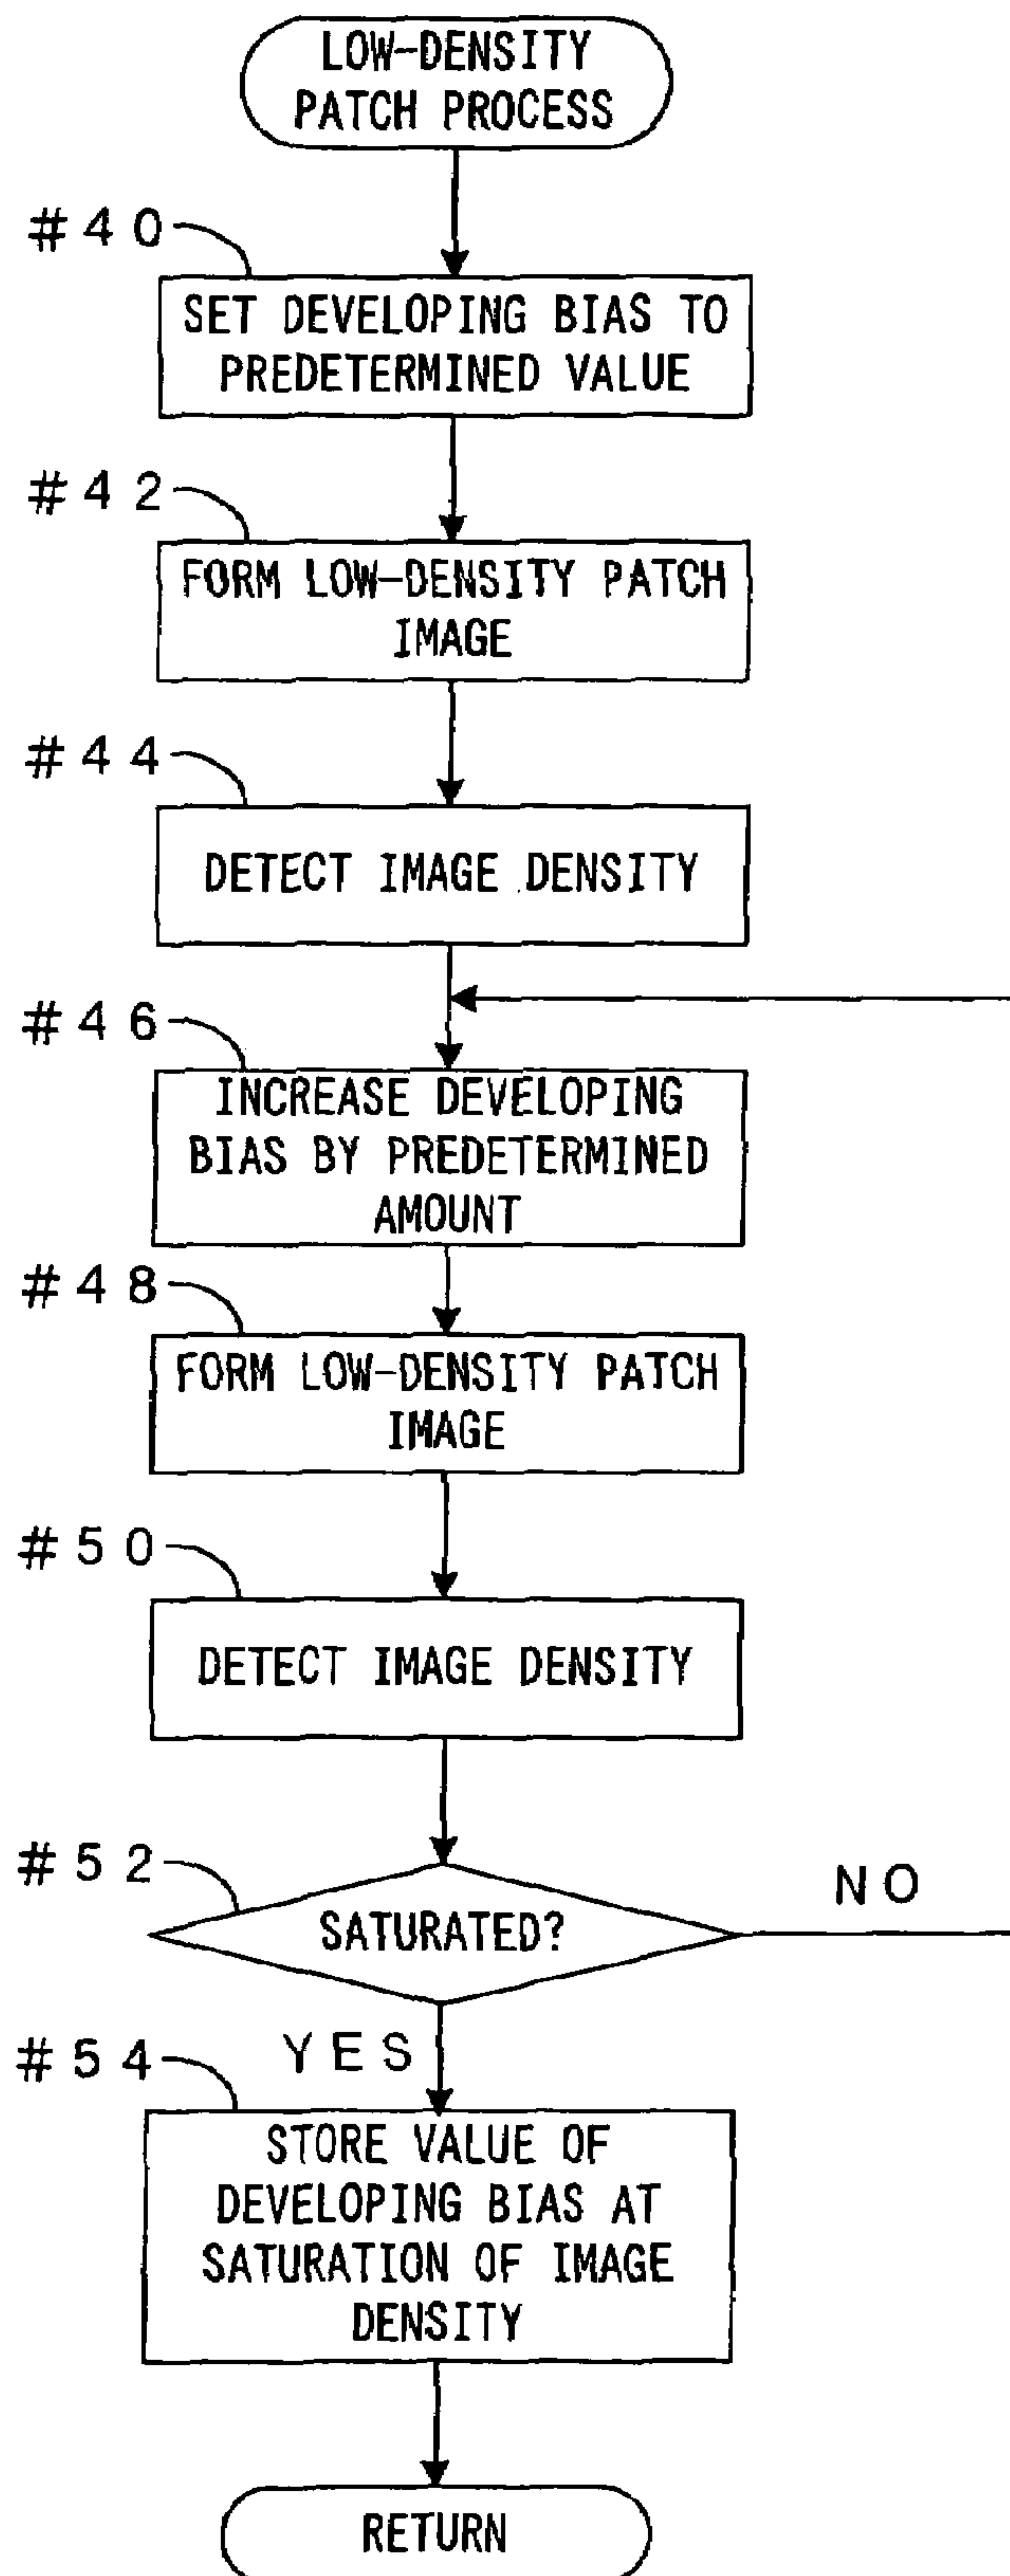 LOW-DENSITY
PATCH PROCESS
#40
SET DEVELOPING BIAS TO
PREDETERMINED VALUE
#42
FORM LOW-DENSITY PATCH
IMAGE
#44
DETECT IMAGE DENSITY
#46
INCREASE DEVELOPING
BIAS BY PREDETERMINED
AMOUNT
#48
FORM LOW-DENSITY PATCH
IMAGE
#50
DETECT IMAGE DENSITY
#52
SATURATED?
NO
YES
#54
STORE VALUE OF
DEVELOPING BIAS AT
SATURATION OF IMAGE
DENSITY
RETURN